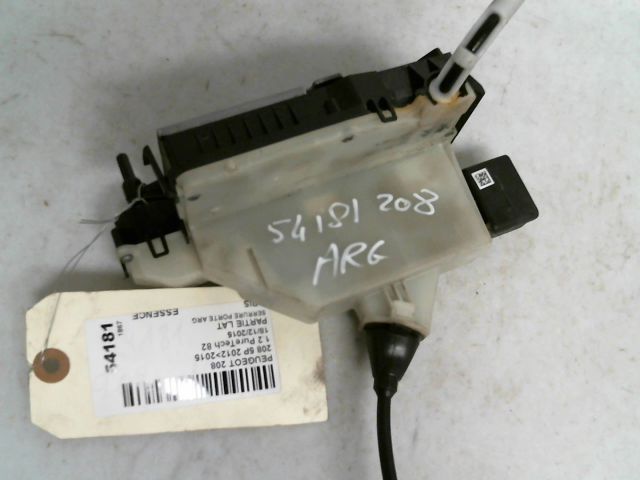 54181 208
ARG
54181
1867
PEUGEOT 208
208 5P 2012>2015
1.2 PureTech 82
18/12/2015
PARTIE LAT
SERRURE PORTE ARG
ESSENCE